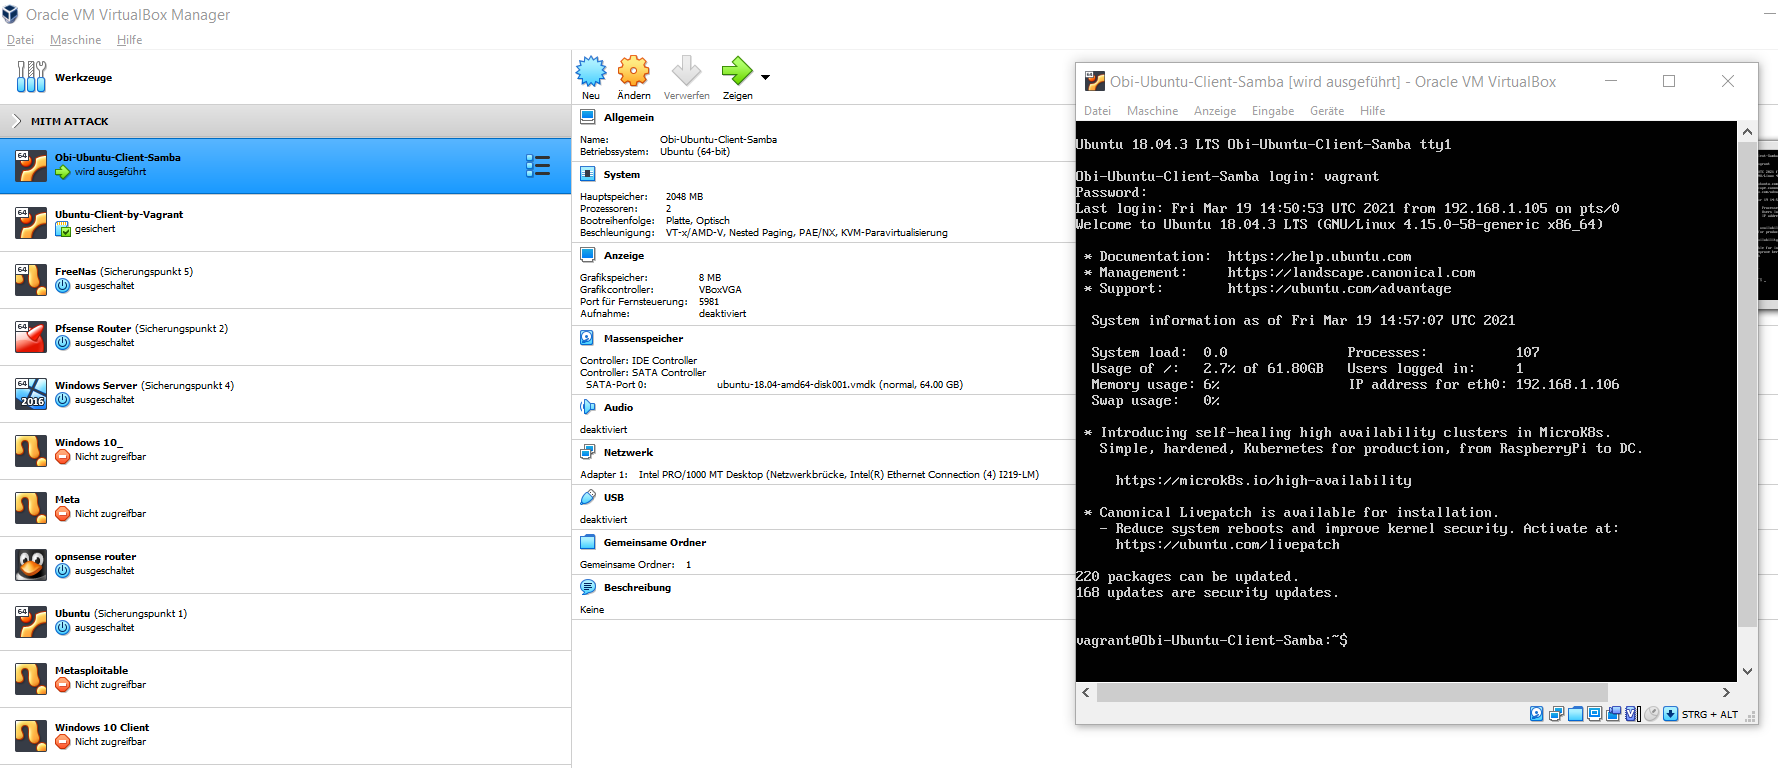 Oracle VM VirtualBox Manager
Datei Maschine Hilfe
Werkzeuge
MITM ATTACK
64
Obi-Ubuntu-Client-Samba
wird ausgeführt
64
Ubuntu-Client-by-Vagrant
gesichert
64
FreeNas (Sicherungspunkt 5)
ausgeschaltet
64
Pfsense Router (Sicherungspunkt 2)
ausgeschaltet
64
2016
Windows Server (Sicherungspunkt 4)
ausgeschaltet
Windows 10_
Nicht zugreifbar
Meta
Nicht zugreifbar
64
opnsense router
ausgeschaltet
64
Ubuntu (Sicherungspunkt 1)
ausgeschaltet
Metasploitable
Nicht zugreifbar
Windows 10 Client
Nicht zugreifbar
Neu Ändern Verwerfen Zeigen
Allgemein
Name: Obi-Ubuntu-Client-Samba
Betriebssystem: Ubuntu (64-bit)
System
Hauptspeicher: 2048 MB
Prozessoren: 2
Bootreihenfolge: Platte, Optisch
Beschleunigung: VT-x/AMD-V, Nested Paging, PAE/NX, KVM-Paravirtualisierung
Anzeige
Grafikspeicher: 8 MB
Grafikcontroller: VBoxVGA
Port für Fernsteuerung: 5981
Aufnahme: deaktiviert
Massenspeicher
Controller: IDE Controller
Controller: SATA Controller
SATA-Port 0: ubuntu-18.04-amd64-disk001.vmdk (normal, 64.00 GB)
Audio
deaktiviert
Netzwerk
Adapter 1: Intel PRO/1000 MT Desktop (Netzwerkbrücke, Intel(R) Ethernet Connection (4) I219-LM)
USB
deaktiviert
Gemeinsame Ordner
Gemeinsame Ordner: 1
Beschreibung
Keine
64
Obi-Ubuntu-Client-Samba [wird ausgeführt] - Oracle VM VirtualBox
Datei Maschine Anzeige Eingabe Geräte Hilfe
Ubuntu 18.04.3 LTS Obi-Ubuntu-Client-Samba tty1
Obi-Ubuntu-Client-Samba login: vagrant
Password:
Last login: Fri Mar 19 14:50:53 UTC 2021 from 192.168.1.105 on pts/0
Welcome to Ubuntu 18.04.3 LTS (GNU/Linux 4.15.0-58-generic x86_64)
* Documentation: https://help.ubuntu.com
* Management: https://landscape.canonical.com
* Support: https://ubuntu.com/advantage
System information as of Fri Mar 19 14:57:07 UTC 2021
System load: 0.0 Processes: 107
Usage of /: 2.7% of 61.80GB Users logged in: 1
Memory usage: 6% IP address for eth0: 192.168.1.106
Swap usage: 0%
* Introducing self-healing high availability clusters in MicroK8s.
Simple, hardened, Kubernetes for production, from RaspberryPi to DC.
https://microk8s.io/high-availability
* Canonical Livepatch is available for installation.
- Reduce system reboots and improve kernel security. Activate at:
https://ubuntu.com/livepatch
220 packages can be updated.
168 updates are security updates.
vagrant@Obi-Ubuntu-Client-Samba:~$
STRG + ALT